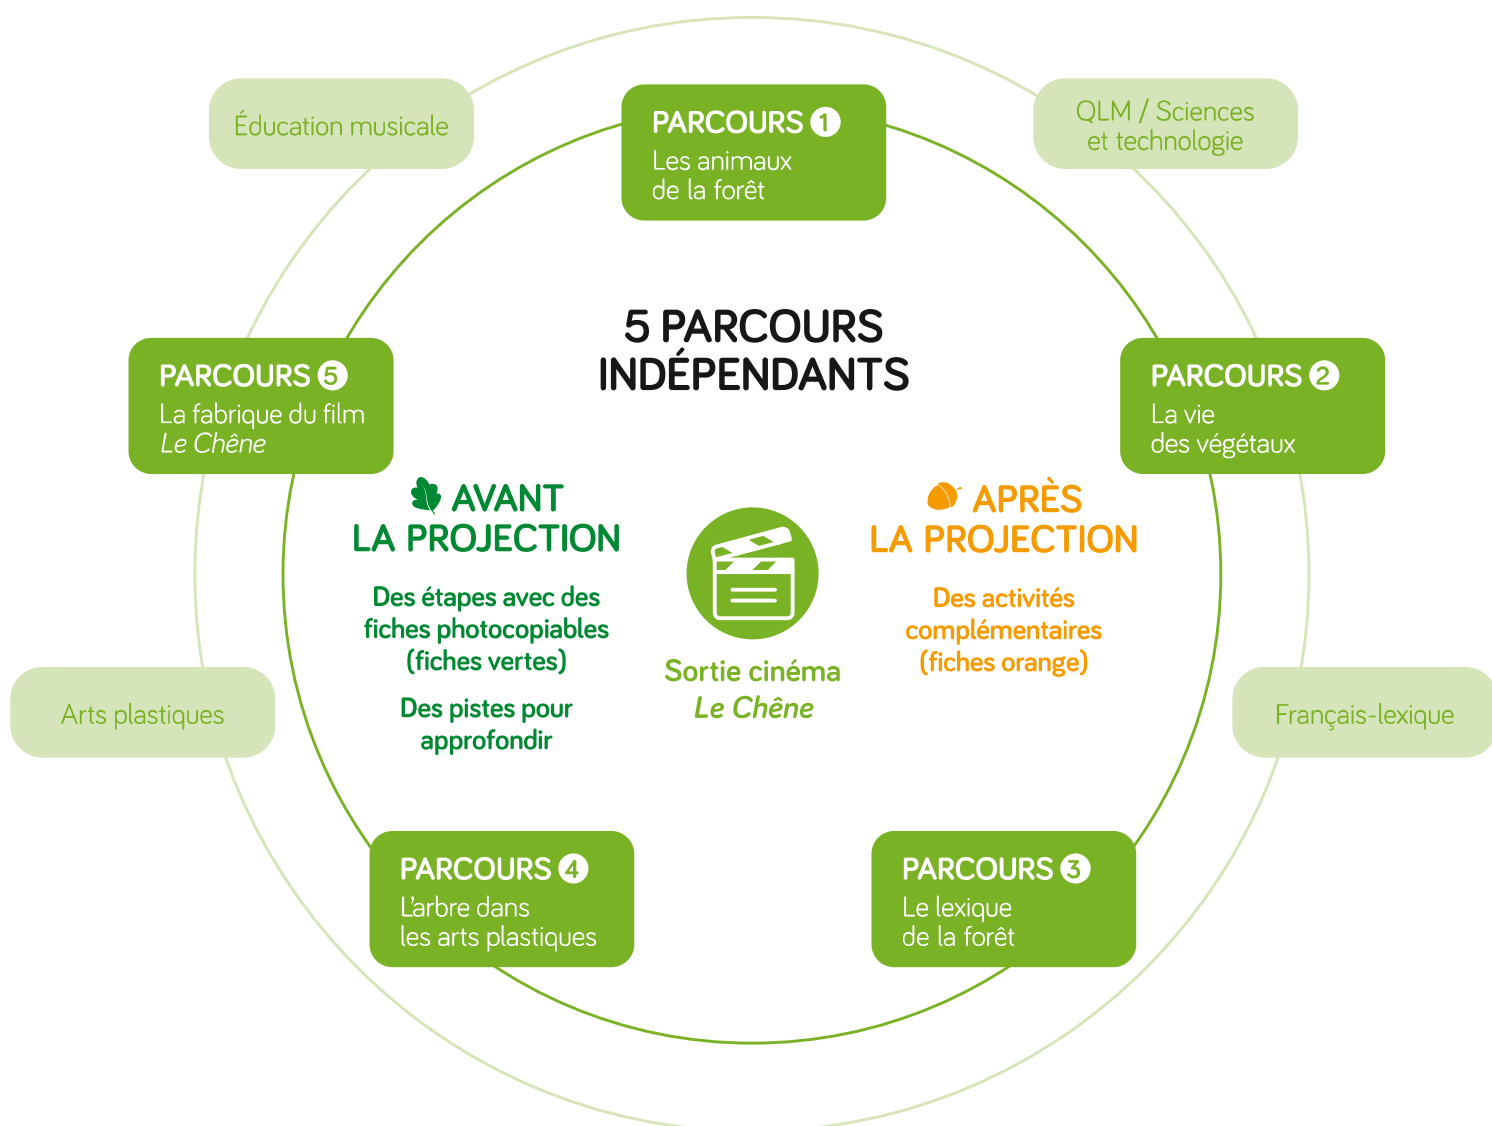 Éducation musicale
PARCOURS 1
Les animaux
de la forêt
QLM / Sciences
et technologie
5 PARCOURS
INDÉPENDANTS
PARCOURS 5
La fabrique du film
Le Chêne
PARCOURS 2
La vie
des végétaux
AVANT
LA PROJECTION
Des étapes avec des
fiches photocopiables
(fiches vertes)
Des pistes pour
approfondir
Sortie cinéma
Le Chêne
APRÈS
LA PROJECTION
Des activités
complémentaires
(fiches orange)
Arts plastiques
Français-lexique
PARCOURS 4
L'arbre dans
les arts plastiques
PARCOURS 3
Le lexique
de la forêt